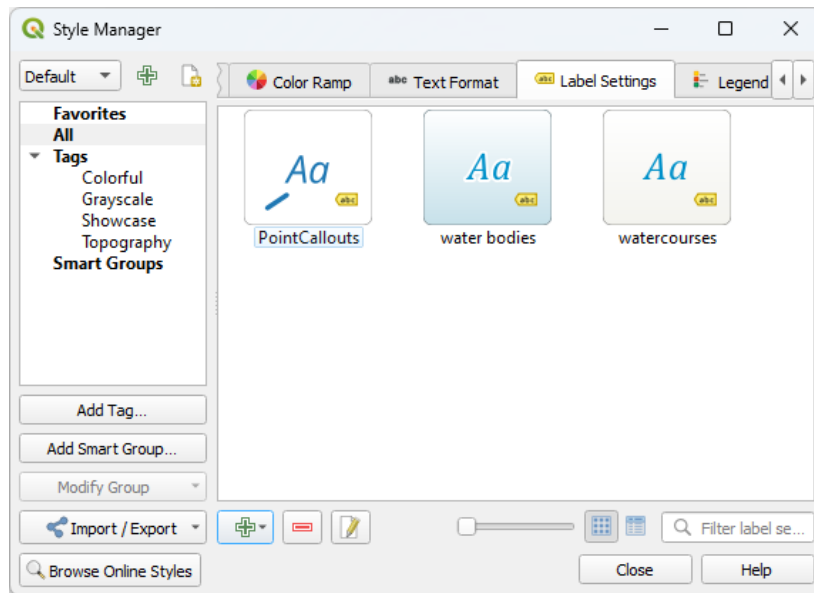 Style Manager
Default
Color Ramp
abc Text Format
abc Label Settings
Legend
Favorites
All
Tags
Colorful
Grayscale
Showcase
Topography
Smart Groups
Aa
abc
PointCallouts
Aa
abc
water bodies
Aa
abc
watercourses
Add Tag...
Add Smart Group...
Modify Group
Import / Export
Filter label se...
Browse Online Styles
Close
Help